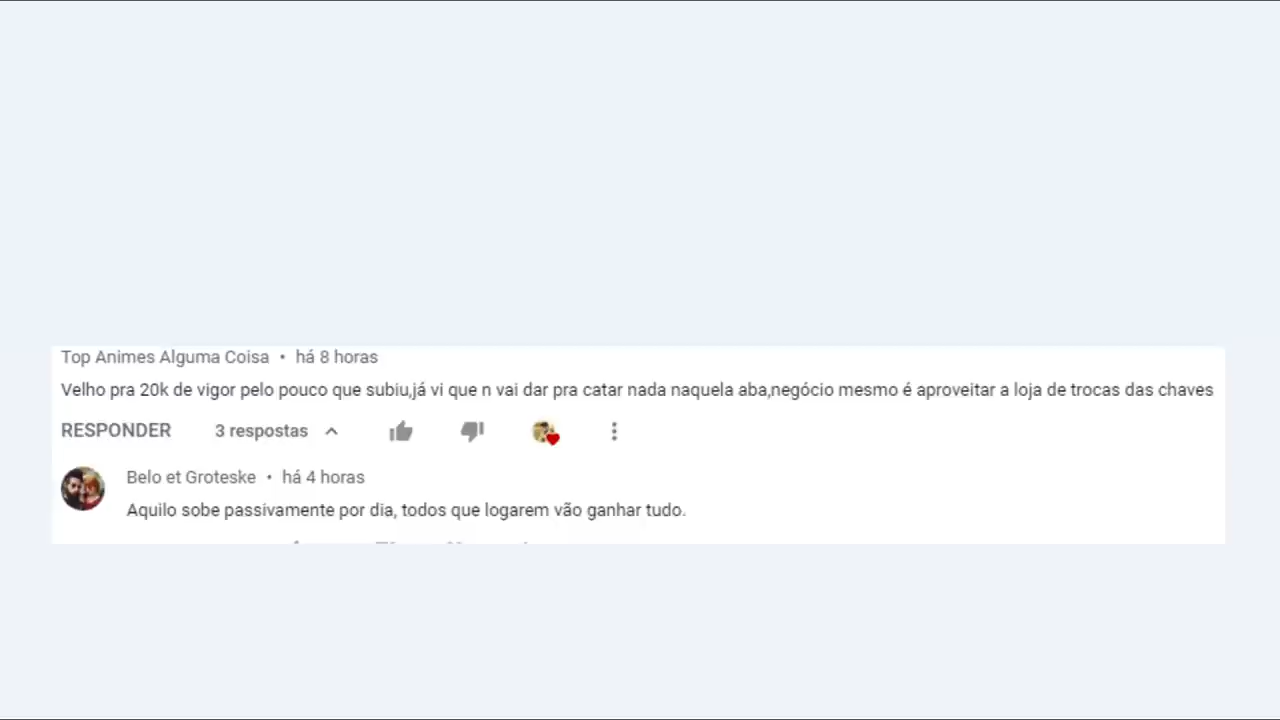 Top Animes Alguma Coisa • há 8 horas
Velho pra 20k de vigor pelo pouco que subiu,já vi que n vai dar pra catar nada naquela aba,negócio mesmo é aproveitar a loja de trocas das chaves
RESPONDER 3 respostas
Belo et Groteske • há 4 horas
Aquilo sobe passivamente por dia, todos que logarem vão ganhar tudo.